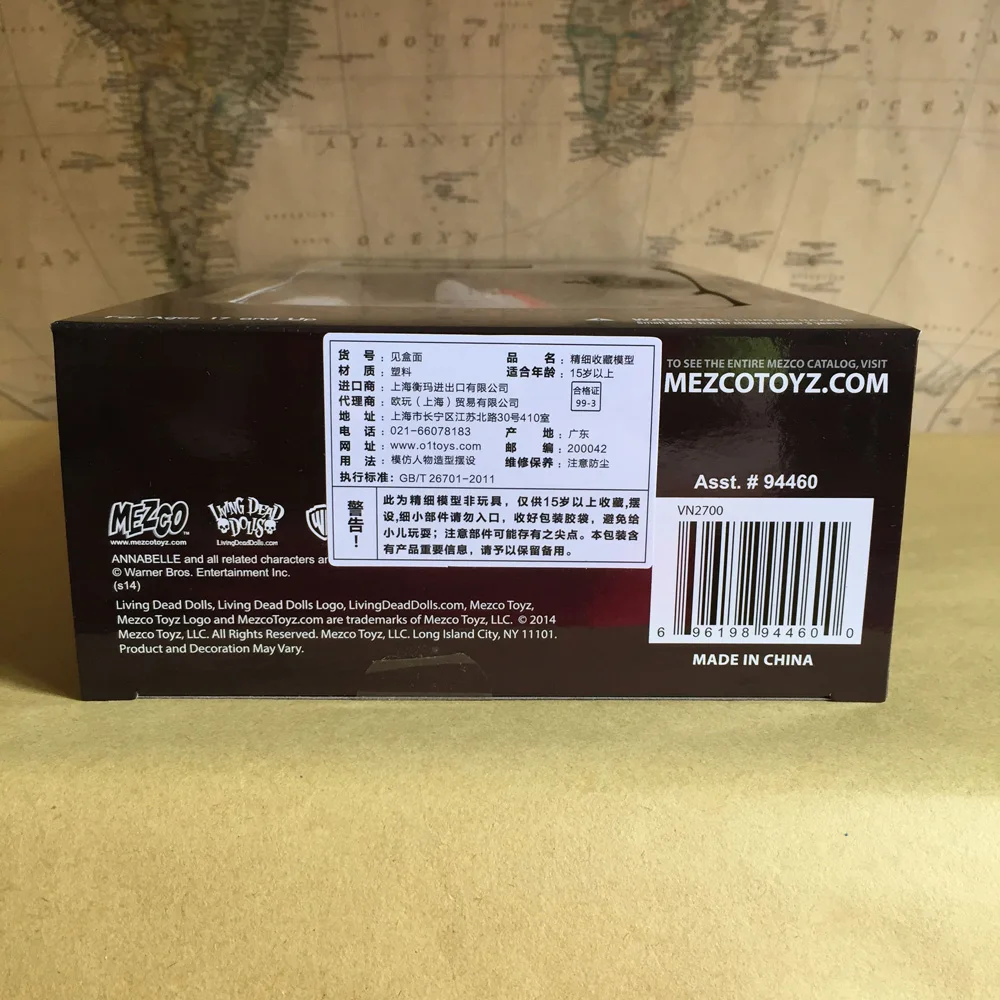 SOUTH
ATLANTIC
OCEAN
INDI
OCEAN
For Ages 17 and Up
WARNING:
Small parts. Not for children under 3 years.
货 号：见盒面 品 名：精细收藏模型
材 质：塑料 适合年龄：15岁以上
进口商：上海衡玛进出口有限公司
合格证
99-3
代理商：欧玩（上海）贸易有限公司
地 址：上海市长宁区江苏北路30号410室
电 话：021-66078183 产 地：广东
网 址：www.o1toys.com 邮 编：200042
用 法：模仿人物造型摆设 维修保养：注意防尘
执行标准：GB/T 26701-2011
警告！
此为精细模型非玩具，仅供15岁以上收藏,摆
设,细小部件请勿入口，收好包装胶袋，避免给
小儿玩耍；注意部件可能存有之尖点。本包装含
有产品重要信息，请予以保留备用。
TO SEE THE ENTIRE MEZCO CATALOG, VISIT
MEZCOTOYZ.COM
Asst. # 94460
VN2700
6 96198 94460 0
MADE IN CHINA
MEZCO
www.mezcotoyz.com
LIVING DEAD DOLLS
LivingDeadDolls.com
W
ANNABELLE and all related characters ar
© Warner Bros. Entertainment Inc.
(s14)
Living Dead Dolls, Living Dead Dolls Logo, LivingDeadDolls.com, Mezco Toyz,
Mezco Toyz Logo and MezcoToyz.com are trademarks of Mezco Toyz, LLC. © 2014
Mezco Toyz, LLC. All Rights Reserved. Mezco Toyz, LLC. Long Island City, NY 11101.
Product and Decoration May Vary.